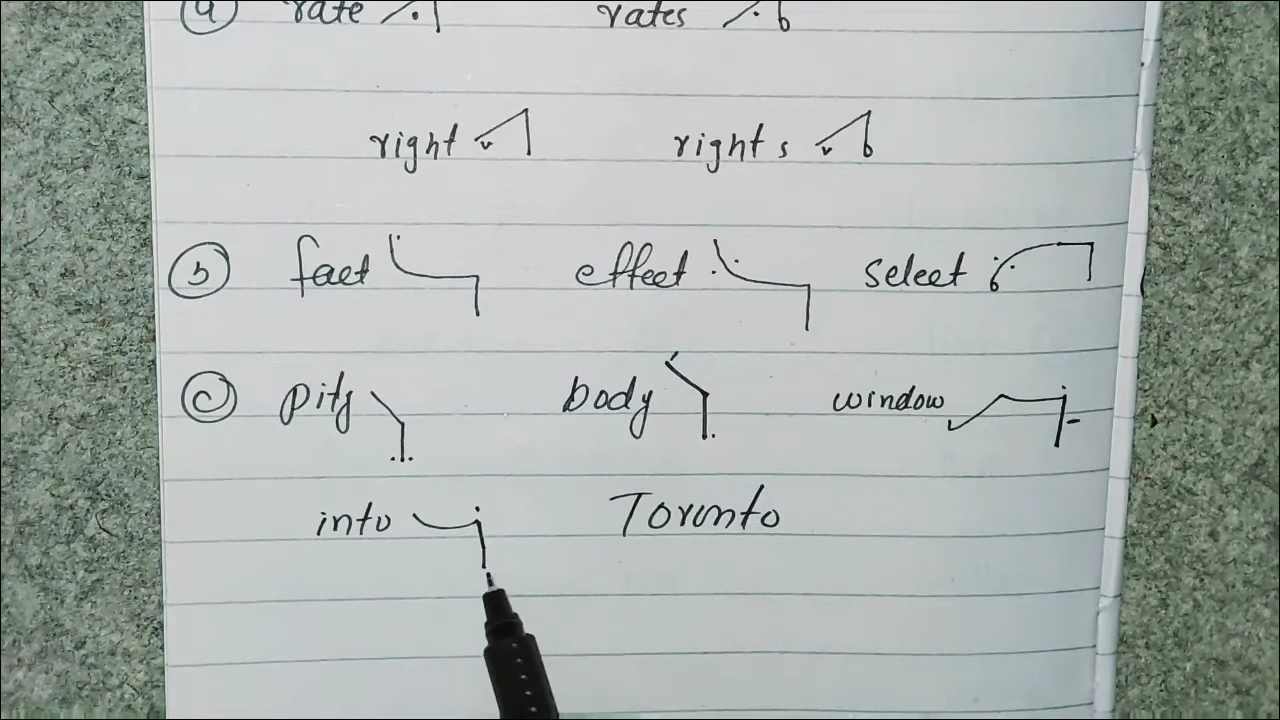 (a) rate rates
right rights
(b) fact effect select
(c) pity body window
into Toronto